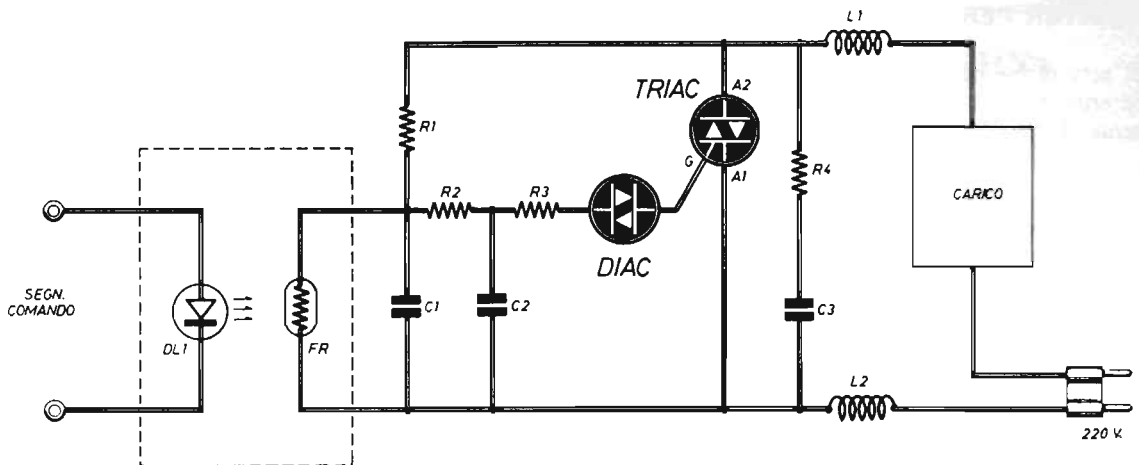 L1
TRIAC
A2
G
A1
R1
R2
R3
R4
DIAC
CARICO
SEGN.
COMANDO
DL1
FR
C1
C2
C3
L2
220 V.